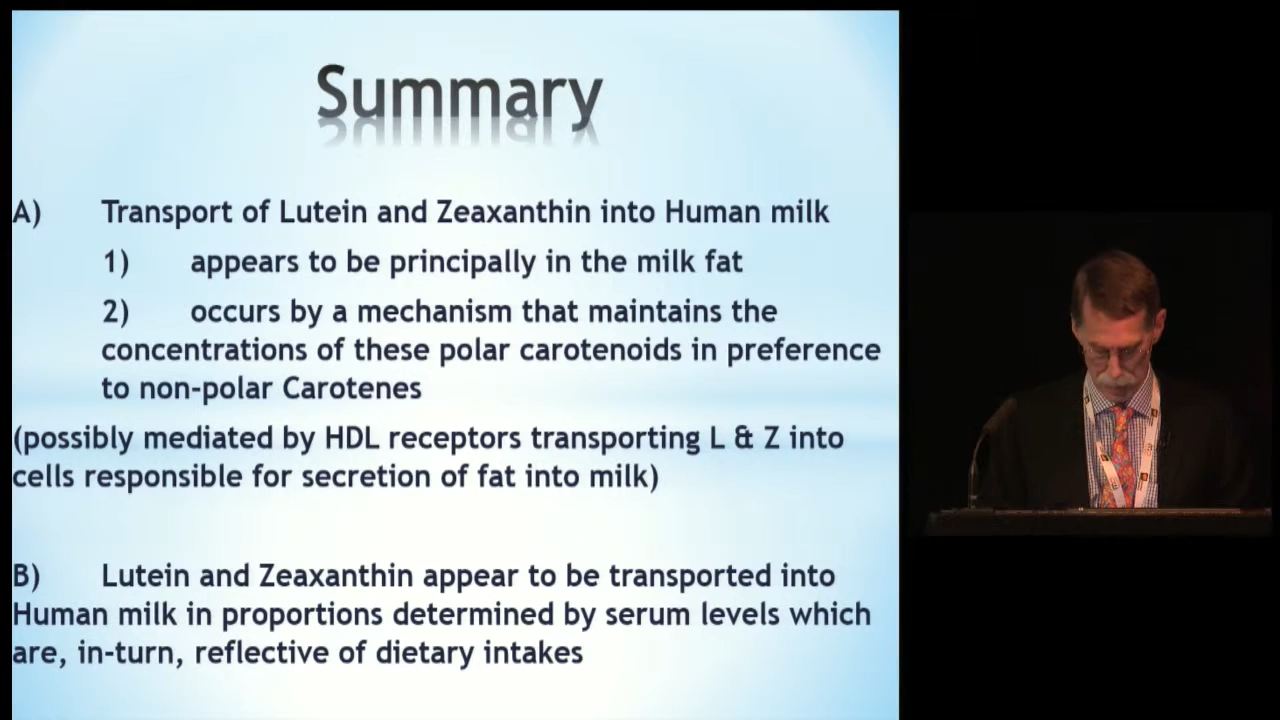 Summary
A) Transport of Lutein and Zeaxanthin into Human milk
1) appears to be principally in the milk fat
2) occurs by a mechanism that maintains the
concentrations of these polar carotenoids in preference
to non-polar Carotenes
(possibly mediated by HDL receptors transporting L & Z into
cells responsible for secretion of fat into milk)
B) Lutein and Zeaxanthin appear to be transported into
Human milk in proportions determined by serum levels which
are, in-turn, reflective of dietary intakes